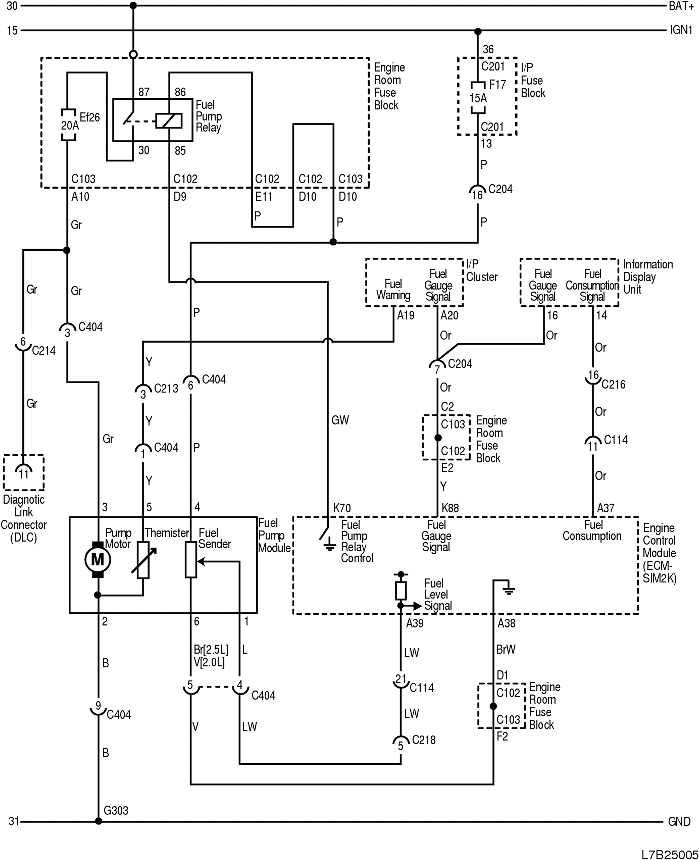 30 BAT+
15 IGN1
36
C201
F17
15A
C201
13
I/P
Fuse
Block
Engine
Room
Fuse
Block
87 86
Ef26
20A
Fuel
Pump
Relay
30 85
C103 C102 C102 C102 C103
A10 D9 E11 D10 D10
P
Gr P P
16 C204
P
Gr Gr
3 C404
6 C214
Gr
11
Diagnotic
Link
Connector
(DLC)
P
I/P
Cluster
Fuel
Warning
Fuel
Gauge
Signal
A19 A20
Information
Display
Unit
Fuel
Gauge
Signal
Fuel
Consumption
Signal
16 14
Or Or
7 C204
Or
16 C216
Or
11 C114
Or
Y
3 C213
Y
1 C404
Y
6 C404
P
GW
Gr
C2
C103
C102
E2
Y
Engine
Room
Fuse
Block
3 5 4
K70 K88 A37
Pump
Motor
M
Thermister
Fuel
Sender
Fuel
Pump
Module
Fuel
Pump
Relay
Control
Fuel
Gauge
Signal
Fuel
Consumption
Engine
Control
Module
(ECM-
SIM2K)
Fuel
Level
Signal
2 6 1
A39 A38
B
Br[2.5L]
V[2.0L]
L
LW
BrW
9 C404
B
5 4 C404
V LW
21 C114
LW
5 C218
D1
C102
C103
F2
Engine
Room
Fuse
Block
G303
31 GND
L7B25005